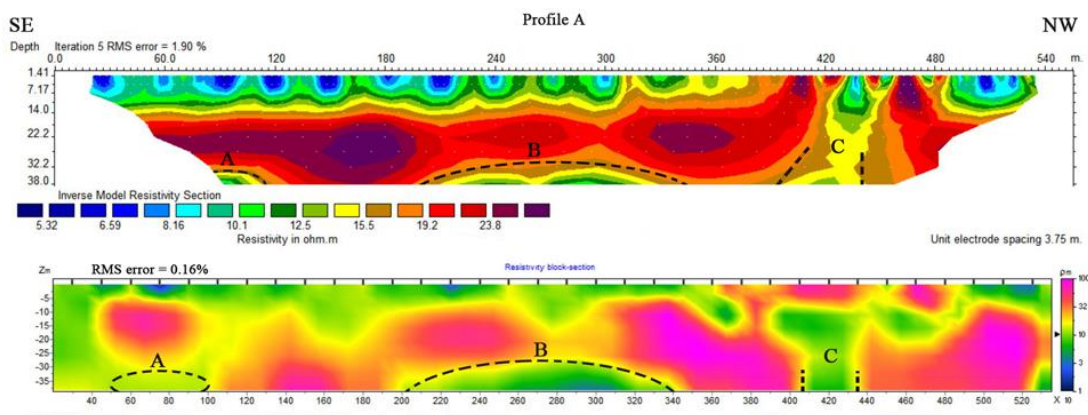 SE Profile A NW
Depth Iteration 5 RMS error = 1.90 %
0.0 60.0 120 180 240 300 360 420 480 540 m.
1.41
7.17
14.0
22.2
32.2
38.0
A B C
Inverse Model Resistivity Section
5.32 6.59 8.16 10.1 12.5 15.5 19.2 23.8
Resistivity in ohm.m Unit electrode spacing 3.75 m.
Zm RMS error = 0.16% Resistivity block-section ρm
-5
-10
-15
-20
-25
-30
-35
A B C
100
32
10
3
1
40 60 80 100 120 140 160 180 200 220 240 260 280 300 320 340 360 380 400 420 440 460 480 500 520 X 10